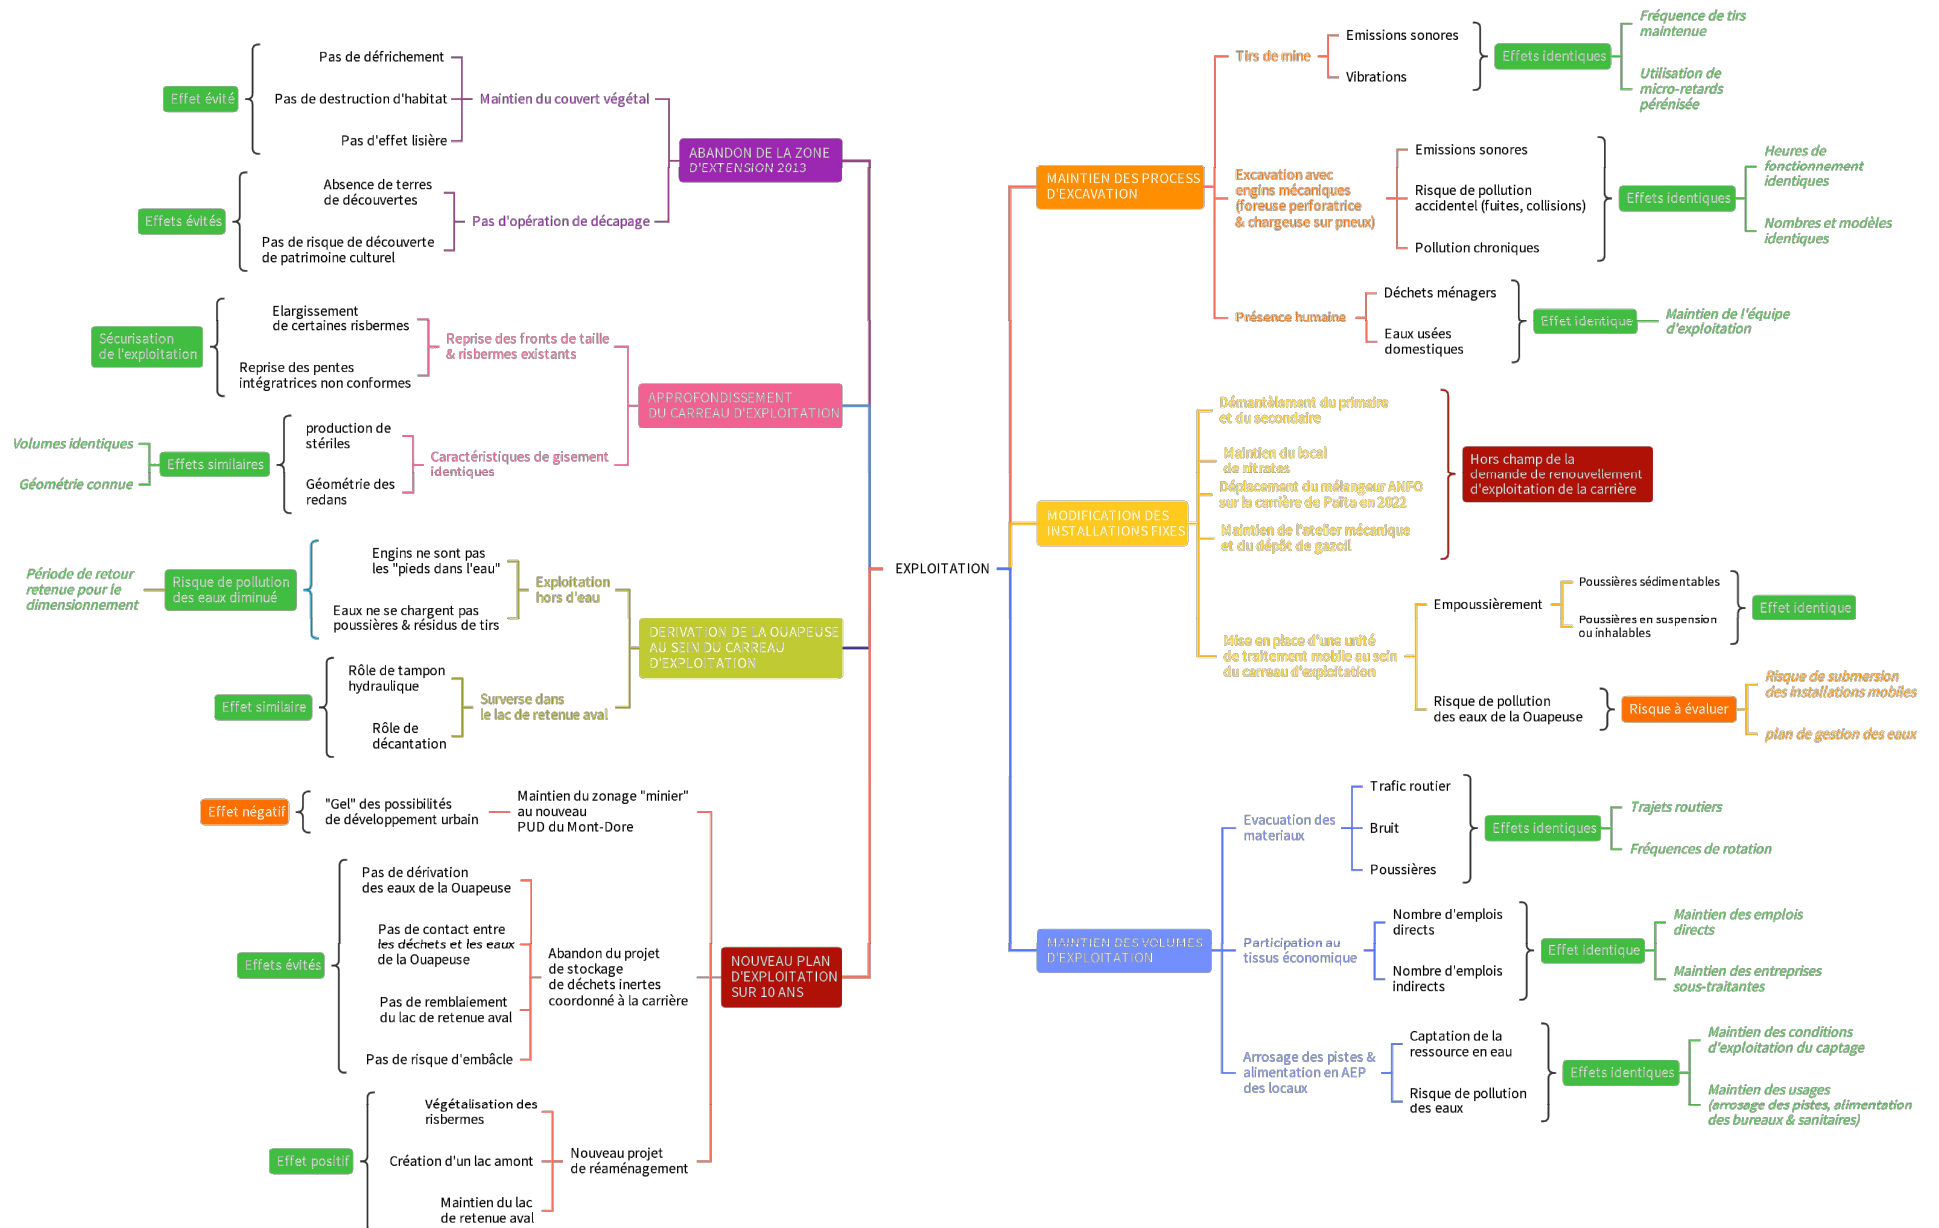 Pas de défrichement
Effet évité
Pas de destruction d'habitat
Maintien du couvert végétal
Pas d'effet lisière
ABANDON DE LA ZONE
D'EXTENSION 2013
Absence de terres
de découvertes
Effets évités
Pas d'opération de décapage
Pas de risque de découverte
de patrimoine culturel
Elargissement
de certaines risbermes
Sécurisation
de l'exploitation
Reprise des fronts de taille
& risbermes existants
Reprise des pentes
intégratrices non conformes
APPROFONDISSEMENT
DU CARREAU D'EXPLOITATION
production de
stériles
Volumes identiques
Effets similaires
Caractéristiques de gisement
identiques
Géométrie connue
Géométrie des
redans
Engins ne sont pas
les "pieds dans l'eau"
Période de retour
retenue pour le
dimensionnement
Risque de pollution
des eaux diminué
Exploitation
hors d'eau
Eaux ne se chargent pas
poussières & résidus de tirs
DERIVATION DE LA OUAPEUSE
AU SEIN DU CARREAU
D'EXPLOITATION
Rôle de tampon
hydraulique
Effet similaire
Surverse dans
le lac de retenue aval
Rôle de
décantation
Effet négatif
"Gel" des possibilités
de développement urbain
Maintien du zonage "minier"
au nouveau
PUD du Mont-Dore
Pas de dérivation
des eaux de la Ouapeuse
Pas de contact entre
les déchets et les eaux
de la Ouapeuse
Effets évités
Abandon du projet
de stockage
de déchets inertes
coordonné à la carrière
NOUVEAU PLAN
D'EXPLOITATION
SUR 10 ANS
Pas de remblaiement
du lac de retenue aval
Pas de risque d'embâcle
Végétalisation des
risbermes
Effet positif
Création d'un lac amont
Nouveau projet
de réaménagement
Maintien du lac
de retenue aval
EXPLOITATION
MAINTIEN DES PROCESS
D'EXCAVATION
Tirs de mine
Emissions sonores
Vibrations
Effets identiques
Fréquence de tirs
maintenue
Utilisation de
micro-retards
pérénisée
Excavation avec
engins mécaniques
(foreuse perforatrice
& chargeuse sur pneux)
Emissions sonores
Risque de pollution
accidentel (fuites, collisions)
Pollution chroniques
Effets identiques
Heures de
fonctionnement
identiques
Nombres et modèles
identiques
Présence humaine
Déchets ménagers
Eaux usées
domestiques
Effet identique
Maintien de l'équipe
d'exploitation
MODIFICATION DES
INSTALLATIONS FIXES
Démantèlement du primaire
et du secondaire
Maintien du local
de nitrates
Déplacement du mélangeur ANFO
sur la carrière de Païta en 2022
Maintien de l'atelier mécanique
et du dépôt de gazoil
Hors champ de la
demande de renouvellement
d'exploitation de la carrière
Mise en place d'une unité
de traitement mobile au sein
du carreau d'exploitation
Empoussièrement
Poussières sédimentables
Poussières en suspension
ou inhalables
Effet identique
Risque de pollution
des eaux de la Ouapeuse
Risque à évaluer
Risque de submersion
des installations mobiles
plan de gestion des eaux
MAINTIEN DES VOLUMES
D'EXPLOITATION
Evacuation des
materiaux
Trafic routier
Bruit
Poussières
Effets identiques
Trajets routiers
Fréquences de rotation
Participation au
tissus économique
Nombre d'emplois
directs
Nombre d'emplois
indirects
Effet identique
Maintien des emplois
directs
Maintien des entreprises
sous-traitantes
Arrosage des pistes &
alimentation en AEP
des locaux
Captation de la
ressource en eau
Risque de pollution
des eaux
Effets identiques
Maintien des conditions
d'exploitation du captage
Maintien des usages
(arrosage des pistes, alimentation
des bureaux & sanitaires)